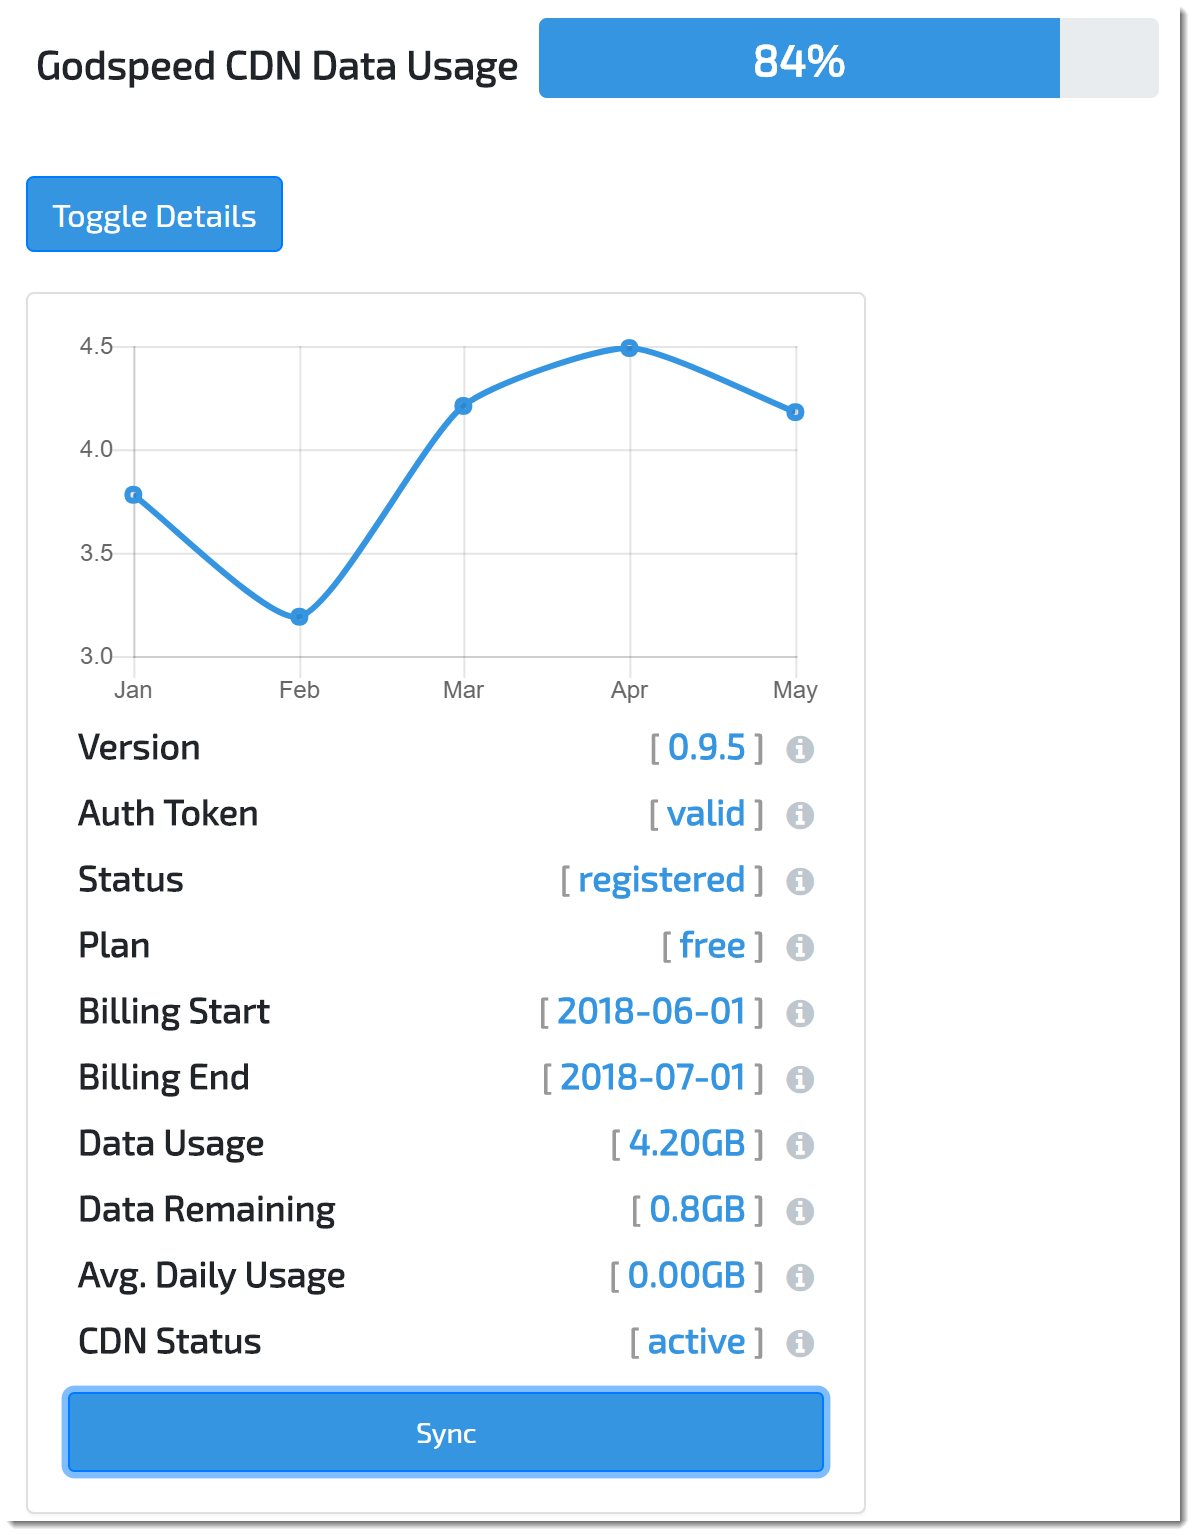 Godspeed CDN Data Usage 84%
Toggle Details
4.5
4.0
3.5
3.0
Jan Feb Mar Apr May
Version [ 0.9.5 ]
Auth Token [ valid ]
Status [ registered ]
Plan [ free ]
Billing Start [ 2018-06-01 ]
Billing End [ 2018-07-01 ]
Data Usage [ 4.20GB ]
Data Remaining [ 0.8GB ]
Avg. Daily Usage [ 0.00GB ]
CDN Status [ active ]
Sync